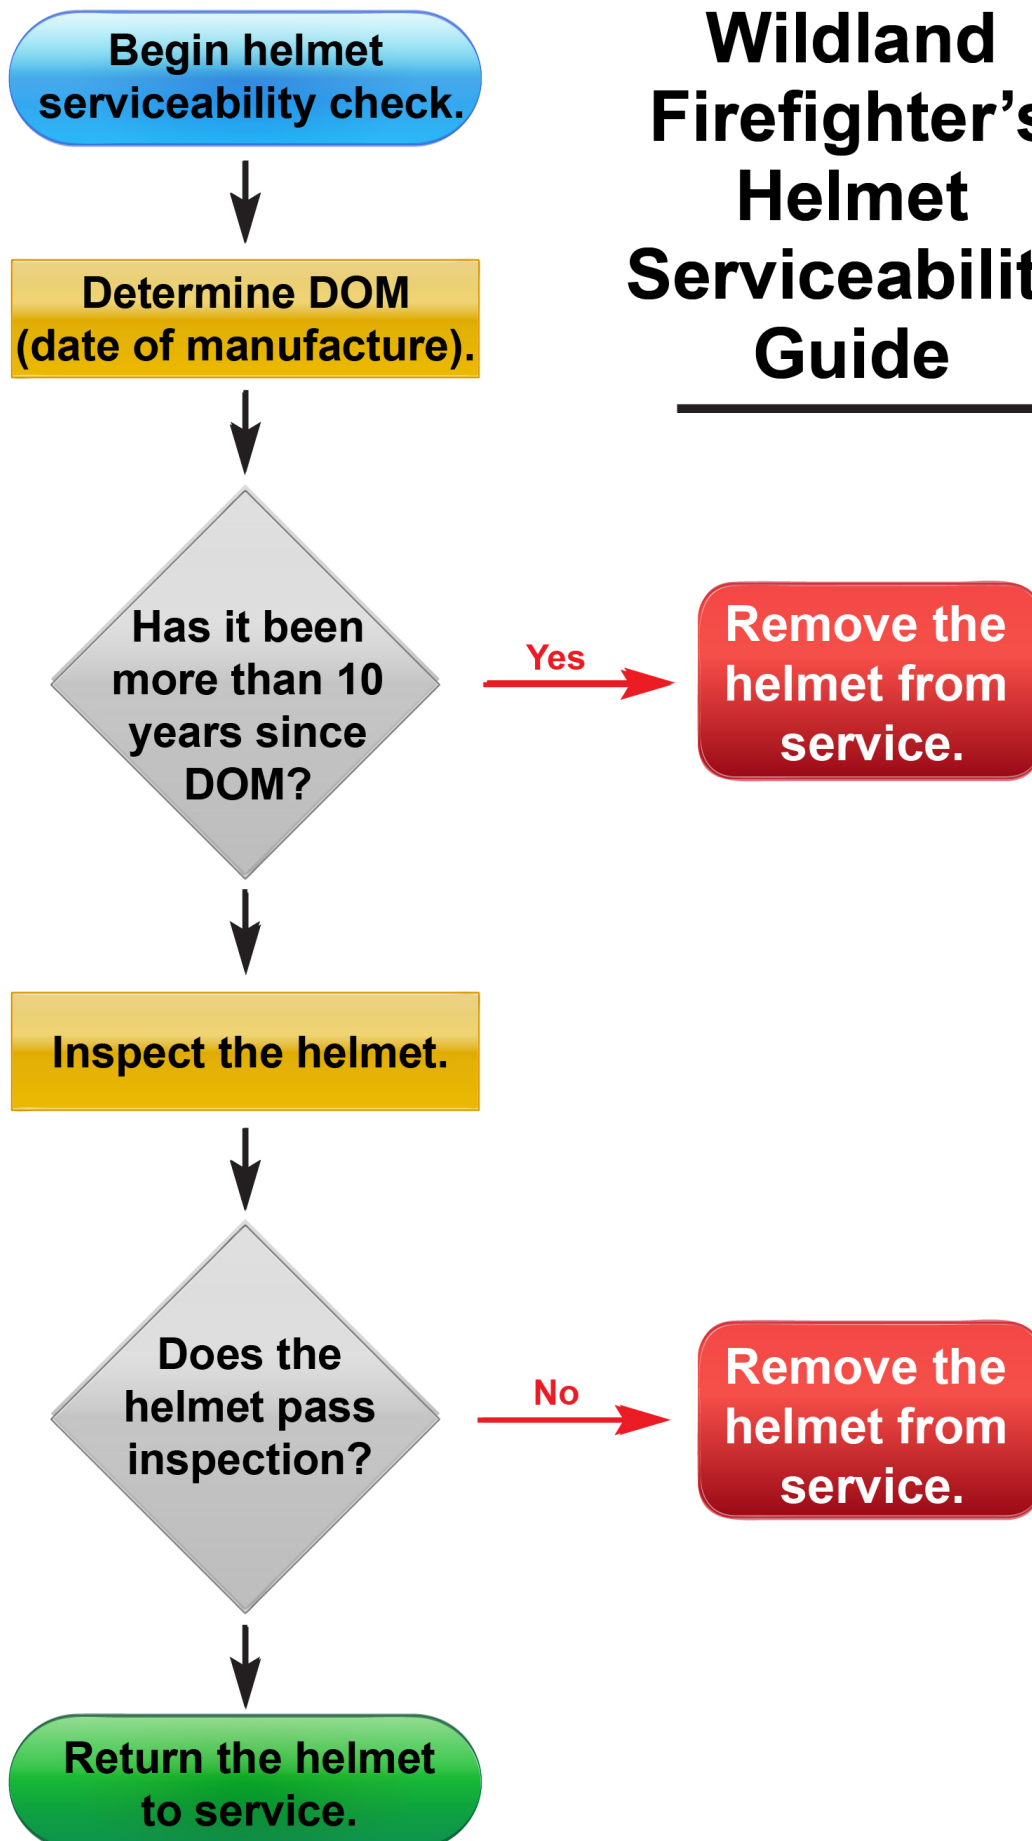 Begin helmet
serviceability check.
Wildland
Firefighter’s
Helmet
Serviceabilit
Guide
Determine DOM
(date of manufacture).
Has it been
more than 10
years since
DOM?
Yes
Remove the
helmet from
service.
Inspect the helmet.
Does the
helmet pass
inspection?
No
Remove the
helmet from
service.
Return the helmet
to service.